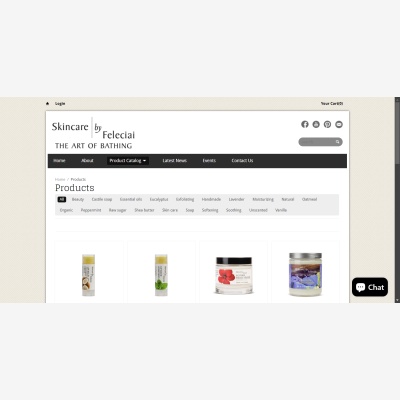 Login
Your Cart(0)
Skincare by
Feleciai
THE ART OF BATHING
Home
About
Product Catalog
Latest News
Events
Contact Us
Home
Products
Products
All
Beauty
Castile soap
Essential oils
Eucalyptus
Exfoliating
Handmade
Lavender
Moisturizing
Natural
Oatmeal
Organic
Peppermint
Raw sugar
Shea butter
Skin care
Soap
Softening
Soothing
Unscented
Vanilla
Chat